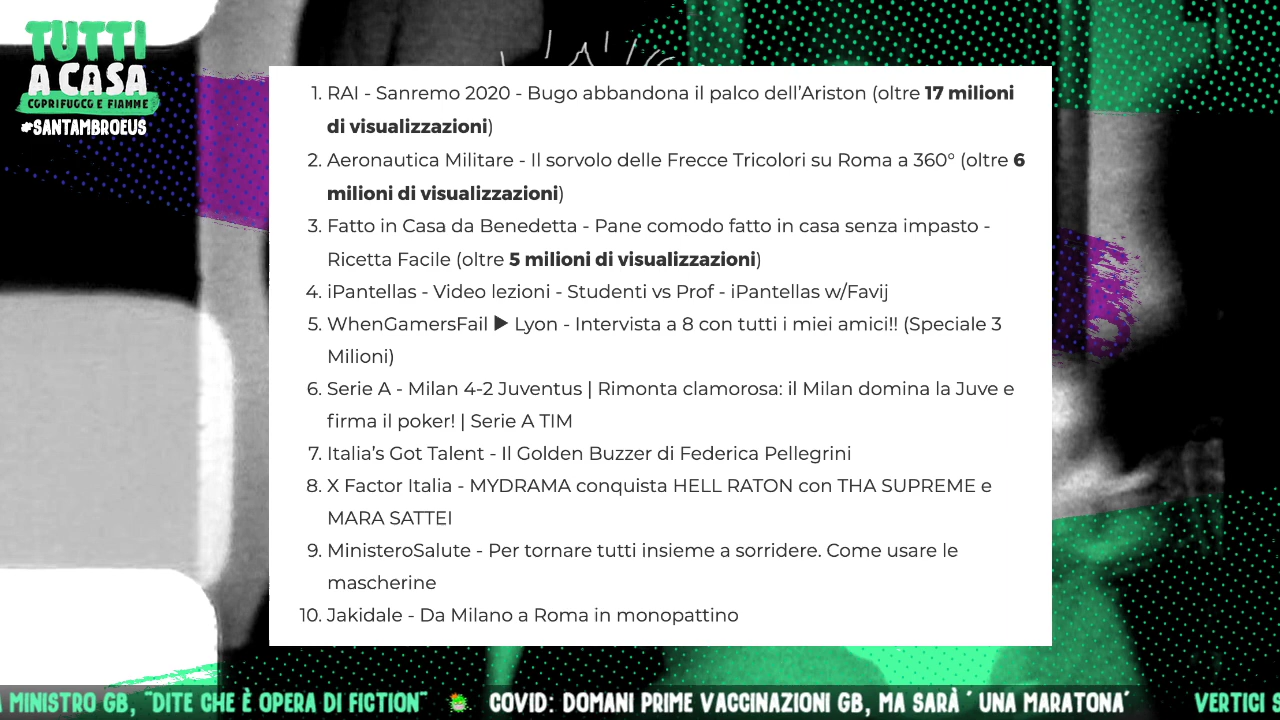 TUTTI
A CASA
COPRIFUOCO E FIAMME
#SANTAMBROEUS
1. RAI - Sanremo 2020 - Bugo abbandona il palco dell’Ariston (oltre 17 milioni
di visualizzazioni)
2. Aeronautica Militare - Il sorvolo delle Frecce Tricolori su Roma a 360° (oltre 6
milioni di visualizzazioni)
3. Fatto in Casa da Benedetta - Pane comodo fatto in casa senza impasto -
Ricetta Facile (oltre 5 milioni di visualizzazioni)
4. iPantellas - Video lezioni - Studenti vs Prof - iPantellas w/Favij
5. WhenGamersFail ► Lyon - Intervista a 8 con tutti i miei amici!! (Speciale 3
Milioni)
6. Serie A - Milan 4-2 Juventus | Rimonta clamorosa: il Milan domina la Juve e
firma il poker! | Serie A TIM
7. Italia’s Got Talent - Il Golden Buzzer di Federica Pellegrini
8. X Factor Italia - MYDRAMA conquista HELL RATON con THA SUPREME e
MARA SATTEI
9. MinisteroSalute - Per tornare tutti insieme a sorridere. Come usare le
mascherine
10. Jakidale - Da Milano a Roma in monopattino
A MINISTRO GB, "DITE CHE È OPERA DI FICTION" COVID: DOMANI PRIME VACCINAZIONI GB, MA SARÀ ' UNA MARATONA' VERTICI S